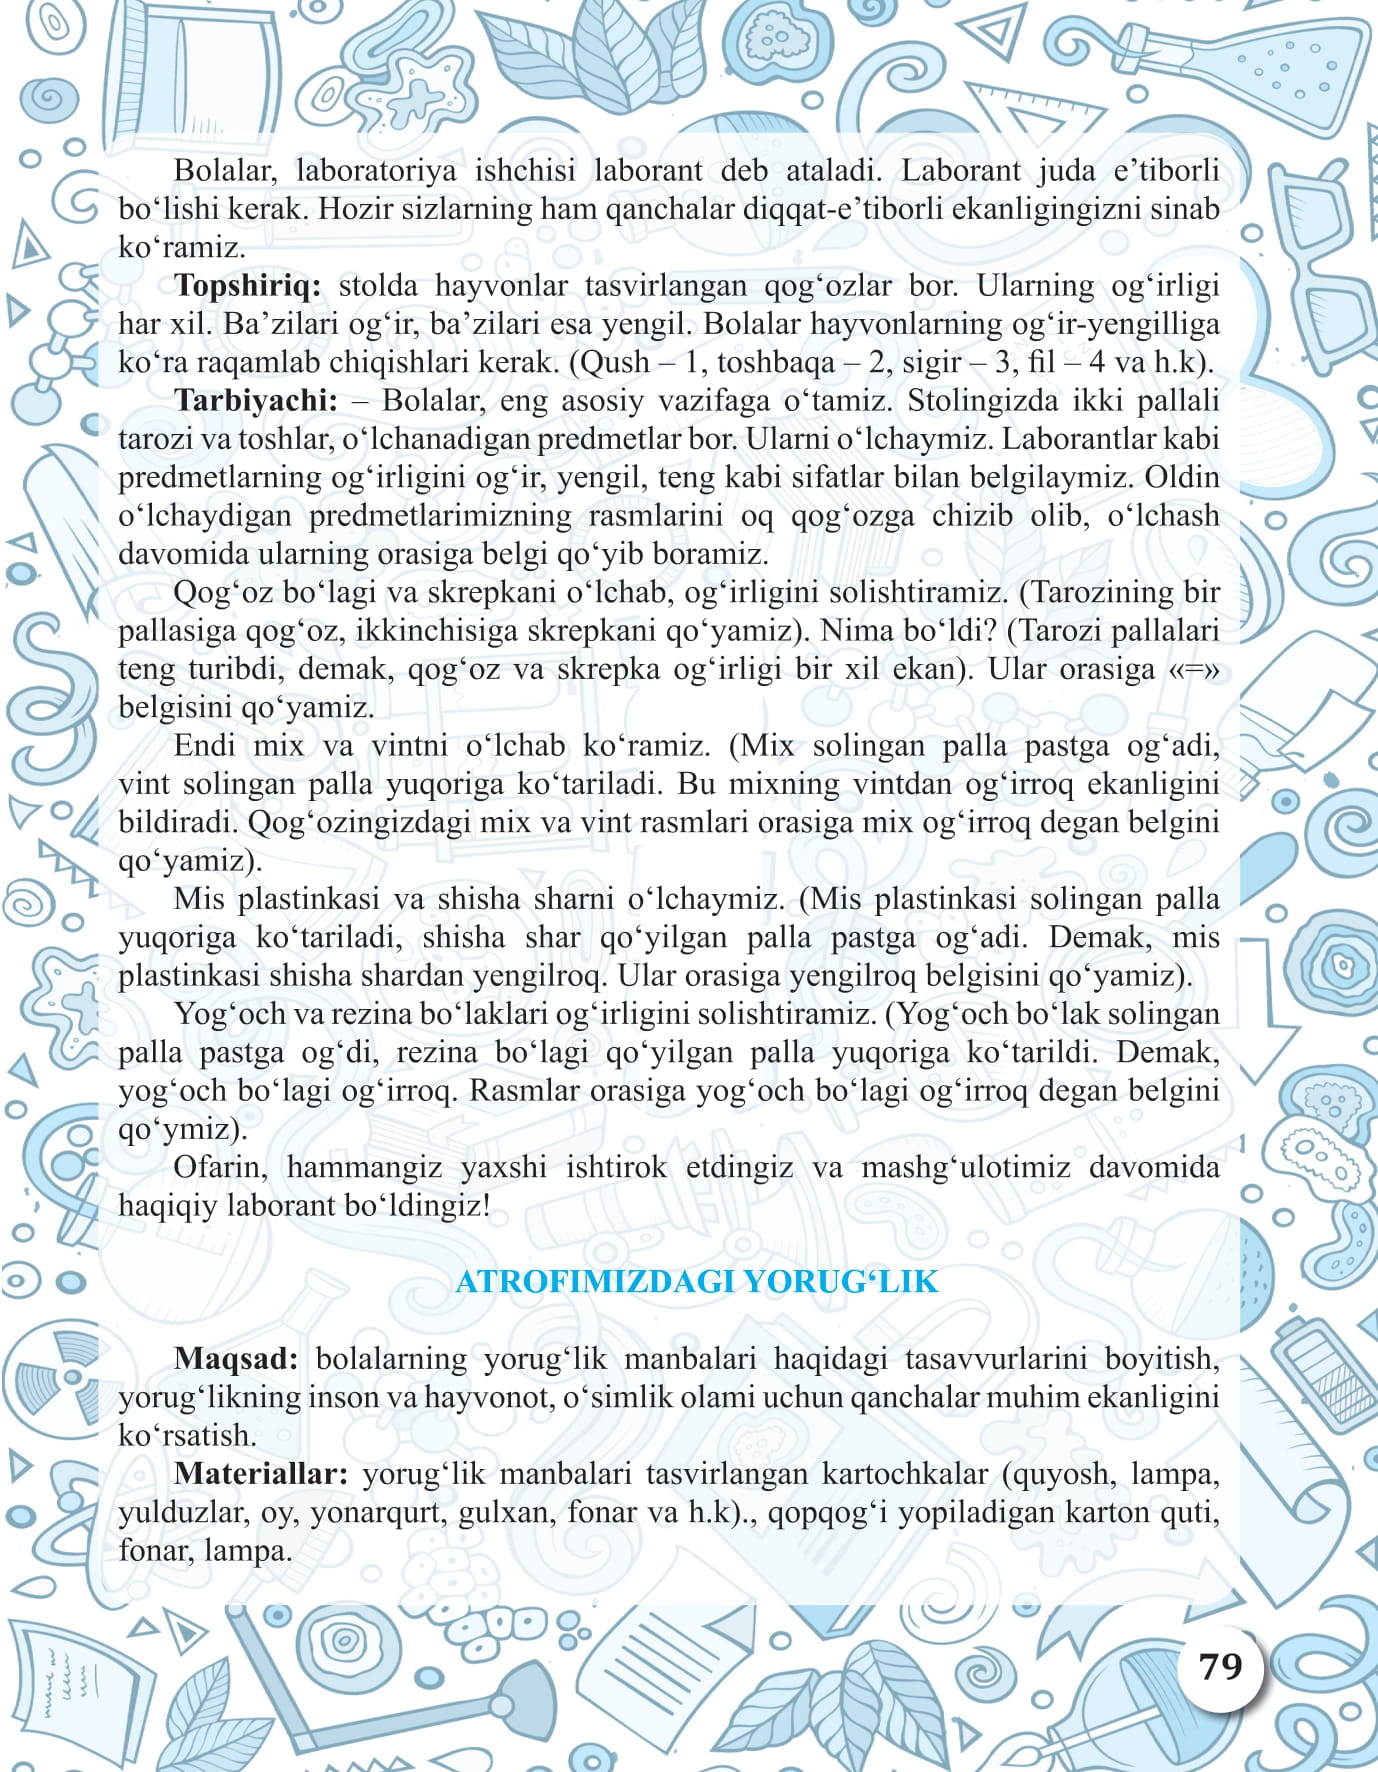 Bolalar, laboratoriya ishchisi laborant deb ataladi. Laborant juda e’tiborli
bo‘lishi kerak. Hozir sizlarning ham qanchalar diqqat-e’tiborli ekanligingizni sinab
ko‘ramiz.
Topshiriq: stolda hayvonlar tasvirlangan qog‘ozlar bor. Ularning og‘irligi
har xil. Ba’zilari og‘ir, ba’zilari esa yengil. Bolalar hayvonlarning og‘ir-yengilliga
ko‘ra raqamlab chiqishlari kerak. (Qush – 1, toshbaqa – 2, sigir – 3, fil – 4 va h.k).
Tarbiyachi: – Bolalar, eng asosiy vazifaga o‘tamiz. Stolingizda ikki pallali
tarozi va toshlar, o‘lchanadigan predmetlar bor. Ularni o‘lchaymiz. Laborantlar kabi
predmetlarning og‘irligini og‘ir, yengil, teng kabi sifatlar bilan belgilaymiz. Oldin
o‘lchaydigan predmetlarimizning rasmlarini oq qog‘ozga chizib olib, o‘lchash
davomida ularning orasiga belgi qo‘yib boramiz.
Qog‘oz bo‘lagi va skrepkani o‘lchab, og‘irligini solishtiramiz. (Tarozining bir
pallasiga qog‘oz, ikkinchisiga skrepkani qo‘yamiz). Nima bo‘ldi? (Tarozi pallalari
teng turibdi, demak, qog‘oz va skrepka og‘irligi bir xil ekan). Ular orasiga «=»
belgisini qo‘yamiz.
Endi mix va vintni o‘lchab ko‘ramiz. (Mix solingan palla pastga og‘adi,
vint solingan palla yuqoriga ko‘tariladi. Bu mixning vintdan og‘irroq ekanligini
bildiradi. Qog‘ozingizdagi mix va vint rasmlari orasiga mix og‘irroq degan belgini
qo‘yamiz).
Mis plastinkasi va shisha sharni o‘lchaymiz. (Mis plastinkasi solingan palla
yuqoriga ko‘tariladi, shisha shar qo‘yilgan palla pastga og‘adi. Demak, mis
plastinkasi shisha shardan yengilroq. Ular orasiga yengilroq belgisini qo‘yamiz).
Yog‘och va rezina bo‘laklari og‘irligini solishtiramiz. (Yog‘och bo‘lak solingan
palla pastga og‘di, rezina bo‘lagi qo‘yilgan palla yuqoriga ko‘tarildi. Demak,
yog‘och bo‘lagi og‘irroq. Rasmlar orasiga yog‘och bo‘lagi og‘irroq degan belgini
qo‘ymiz).
Ofarin, hammangiz yaxshi ishtirok etdingiz va mashg‘ulotimiz davomida
haqiqiy laborant bo‘ldingiz!
ATROFIMIZDAGI YORUG‘LIK
Maqsad: bolalarning yorug‘lik manbalari haqidagi tasavvurlarini boyitish,
yorug‘likning inson va hayvonot, o‘simlik olami uchun qanchalar muhim ekanligini
ko‘rsatish.
Materiallar: yorug‘lik manbalari tasvirlangan kartochkalar (quyosh, lampa,
yulduzlar, oy, yonarqurt, gulxan, fonar va h.k)., qopqog‘i yopiladigan karton quti,
fonar, lampa.
79